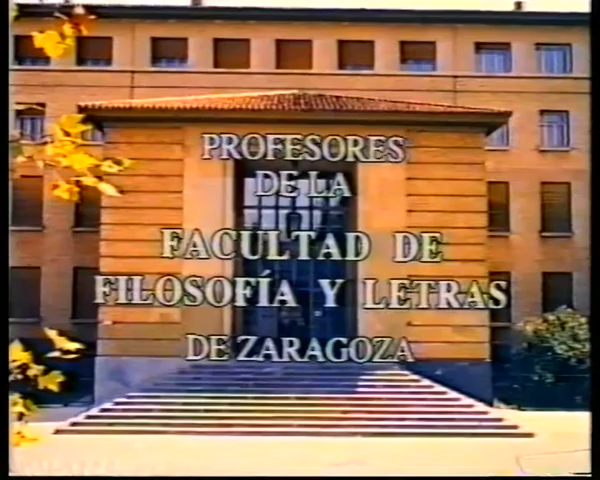 PROFESORES
DE LA
FACULTAD DE
FILOSOFÍA Y LETRAS
DE ZARAGOZA